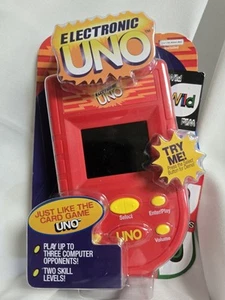 ELECTRONIC
UNO
UNO
Wild
TRY
ME!
JUST LIKE THE
CARD GAME
UNO
Select
Enter/Play
Volume
UNO
PLAY UP TO
THREE COMPUTER
OPPONENTS!
TWO SKILL
LEVELS!